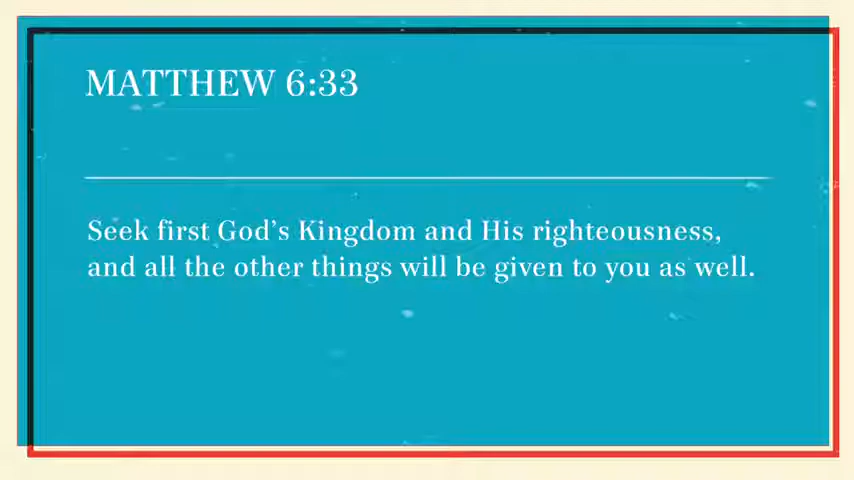 MATTHEW 6:33
Seek first God’s Kingdom and His righteousness,
and all the other things will be given to you as well.